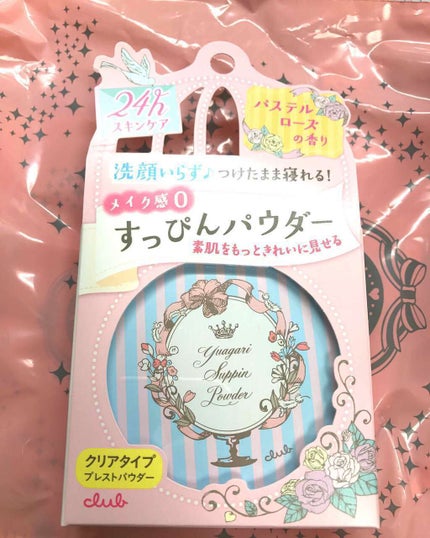 24h
スキンケア
パステル
ローズ
の香り
洗顔いらず♪つけたまま寝れる!
メイク感0
すっぴんパウダー
素肌をもっときれいに見せる
Yuagari
Suppin
Powder
club
クリアタイプ
プレストパウダー
club